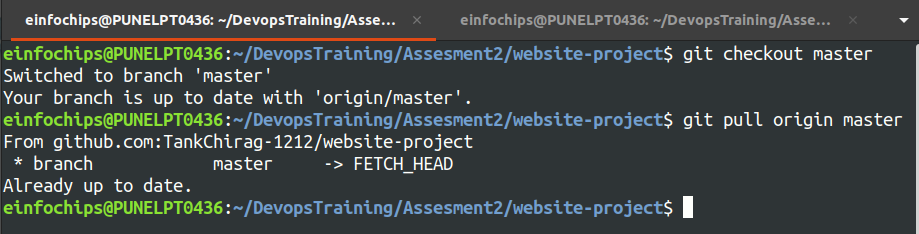 einfochips@PUNELPT0436: ~/DevopsTraining/Asse... × einfochips@PUNELPT0436: ~/DevopsTraining/Asse... ×
einfochips@PUNELPT0436:~/DevopsTraining/Assesment2/website-project$ git checkout master
Switched to branch 'master'
Your branch is up to date with 'origin/master'.
einfochips@PUNELPT0436:~/DevopsTraining/Assesment2/website-project$ git pull origin master
From github.com:TankChirag-1212/website-project
 * branch            master     -> FETCH_HEAD
Already up to date.
einfochips@PUNELPT0436:~/DevopsTraining/Assesment2/website-project$